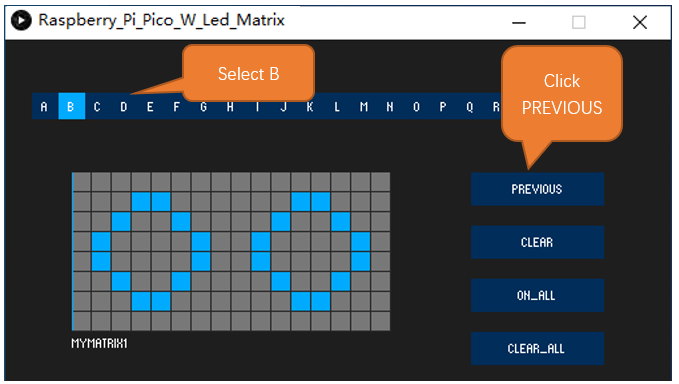 Raspberry_Pi_Pico_W_Led_Matrix
Select B
Click
PREVIOUS
A B C D E F G H I J K L M N O P Q R
PREVIOUS
CLEAR
ON_ALL
CLEAR_ALL
MYMATRIX1